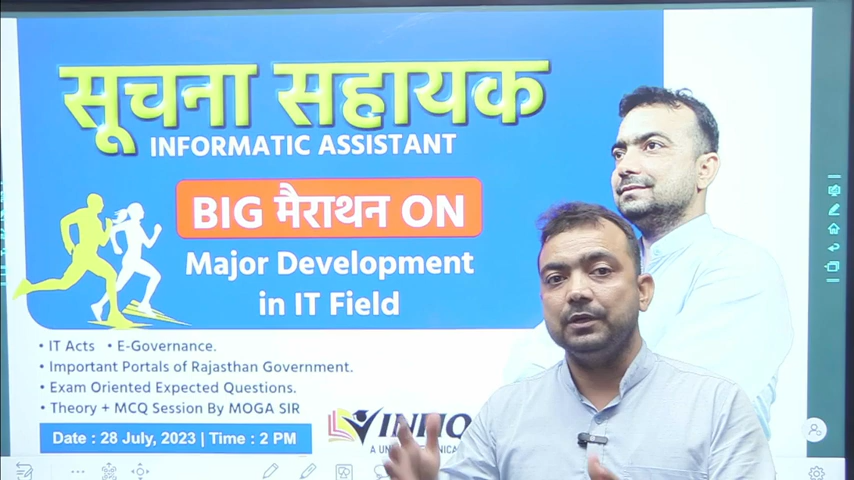 सूचना सहायक
INFORMATIC ASSISTANT
BIG मैराथन ON
Major Development
in IT Field
• IT Acts • E-Governance.
• Important Portals of Rajasthan Government.
• Exam Oriented Expected Questions.
• Theory + MCQ Session By MOGA SIR
Date : 28 July, 2023 | Time : 2 PM